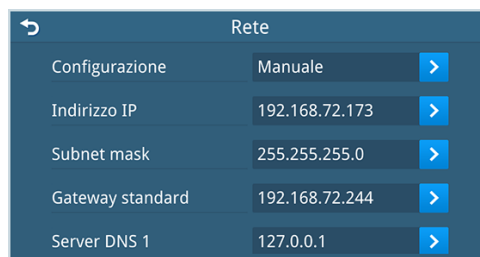 Rete
Configurazione Manuale
Indirizzo IP 192.168.72.173
Subnet mask 255.255.255.0
Gateway standard 192.168.72.244
Server DNS 1 127.0.0.1